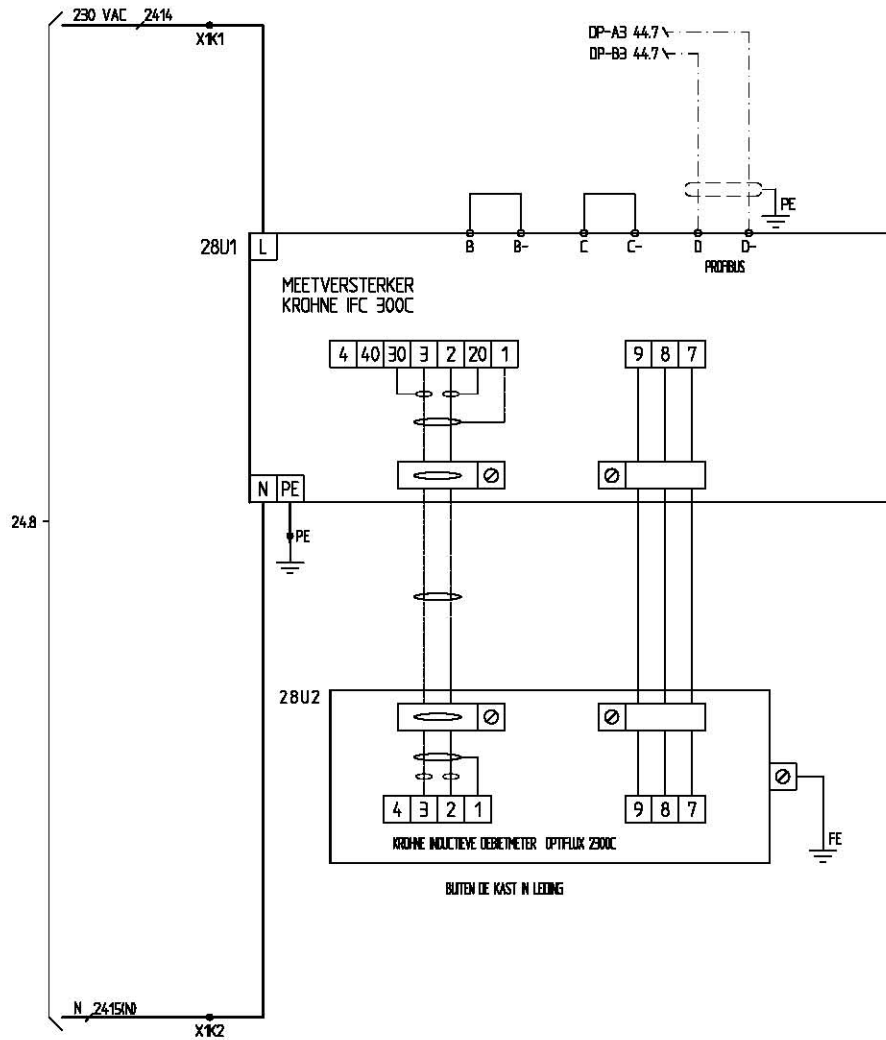 230 VAC 2414
X1K1
DP-A3 44.7
DP-B3 44.7
PE
28U1 L
B B- C C- D D-
PROFIBUS
MEETVERSTERKER
KROHNE IFC 300C
4 40 30 3 2 20 1
9 8 7
N PE
24.8
PE
28U2
4 3 2 1
9 8 7
KROHNE INDUCTIEVE DEBIETMETER OPTIFLUX 2300C
FE
BUITEN DE KAST IN LEIDING
N 2415(N)
X1K2